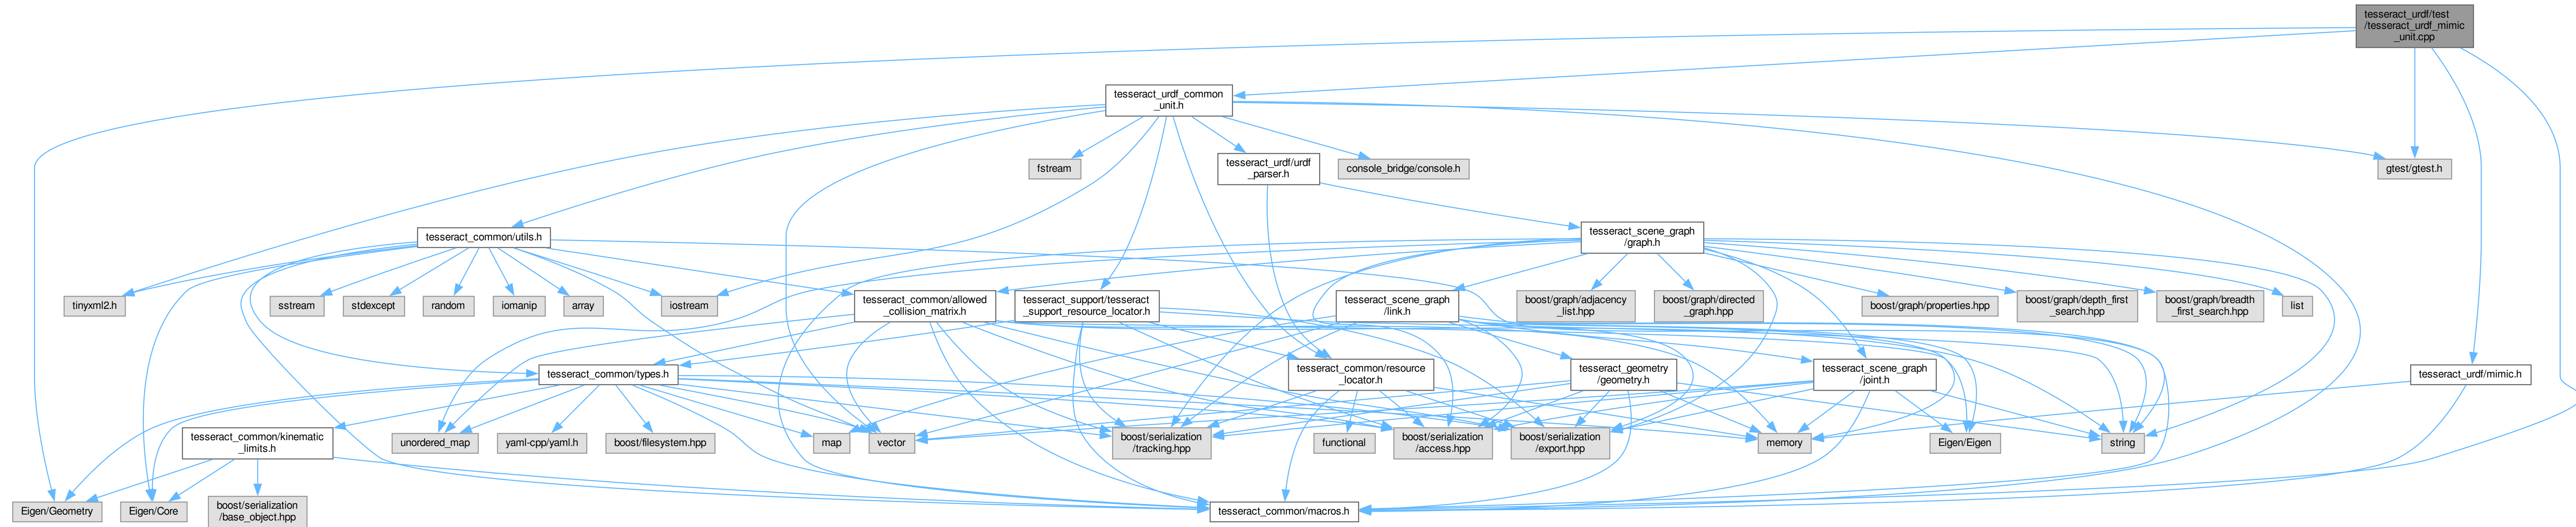 tesseract_urdf/test
/tesseract_urdf_mimic
_unit.cpp
tesseract_urdf_common
_unit.h
fstream
tesseract_urdf/urdf
_parser.h
console_bridge/console.h
gtest/gtest.h
tesseract_common/utils.h
tesseract_scene_graph
/graph.h
tinyxml2.h
sstream
stdexcept
random
iomanip
array
iostream
tesseract_common/allowed
_collision_matrix.h
tesseract_support/tesseract
_support_resource_locator.h
tesseract_scene_graph
/link.h
boost/graph/adjacency
_list.hpp
boost/graph/directed
_graph.hpp
boost/graph/properties.hpp
boost/graph/depth_first
_search.hpp
boost/graph/breadth
_first_search.hpp
list
tesseract_common/types.h
tesseract_common/resource
_locator.h
tesseract_geometry
/geometry.h
tesseract_scene_graph
/joint.h
tesseract_urdf/mimic.h
tesseract_common/kinematic
_limits.h
unordered_map
yaml-cpp/yaml.h
boost/filesystem.hpp
map
vector
boost/serialization
/tracking.hpp
functional
boost/serialization
/access.hpp
boost/serialization
/export.hpp
memory
Eigen/Eigen
string
Eigen/Geometry
Eigen/Core
boost/serialization
/base_object.hpp
tesseract_common/macros.h